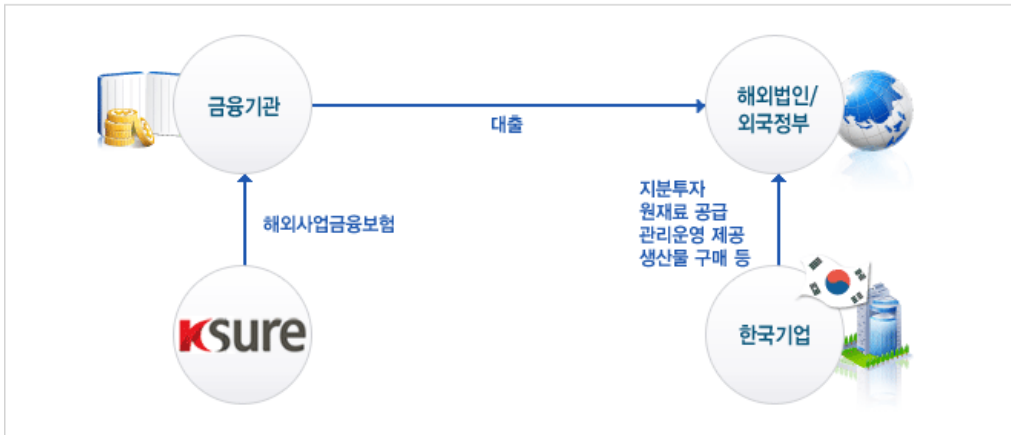 금융기관
해외법인/
외국정부
대출
해외사업금융보험
지분투자
원재료 공급
관리운영 제공
생산물 구매 등
Ksure
한국기업